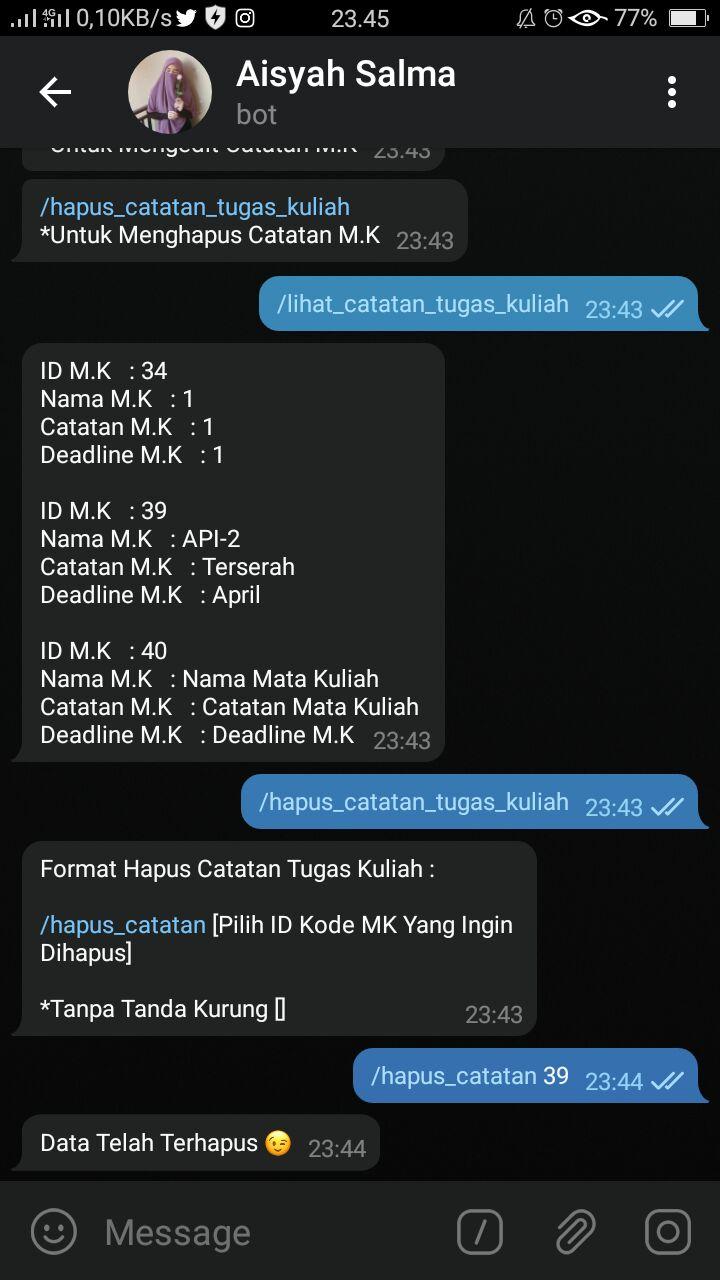 4G 0,10KB/s 23.45 77%
Aisyah Salma
bot
*Untuk Mengedit Catatan M.K 23:43
/hapus_catatan_tugas_kuliah
*Untuk Menghapus Catatan M.K 23:43
/lihat_catatan_tugas_kuliah 23:43
ID M.K : 34
Nama M.K : 1
Catatan M.K : 1
Deadline M.K : 1
ID M.K : 39
Nama M.K : API-2
Catatan M.K : Terserah
Deadline M.K : April
ID M.K : 40
Nama M.K : Nama Mata Kuliah
Catatan M.K : Catatan Mata Kuliah
Deadline M.K : Deadline M.K 23:43
/hapus_catatan_tugas_kuliah 23:43
Format Hapus Catatan Tugas Kuliah :
/hapus_catatan [Pilih ID Kode MK Yang Ingin
Dihapus]
*Tanpa Tanda Kurung [] 23:43
/hapus_catatan 39 23:44
Data Telah Terhapus 😉 23:44
Message